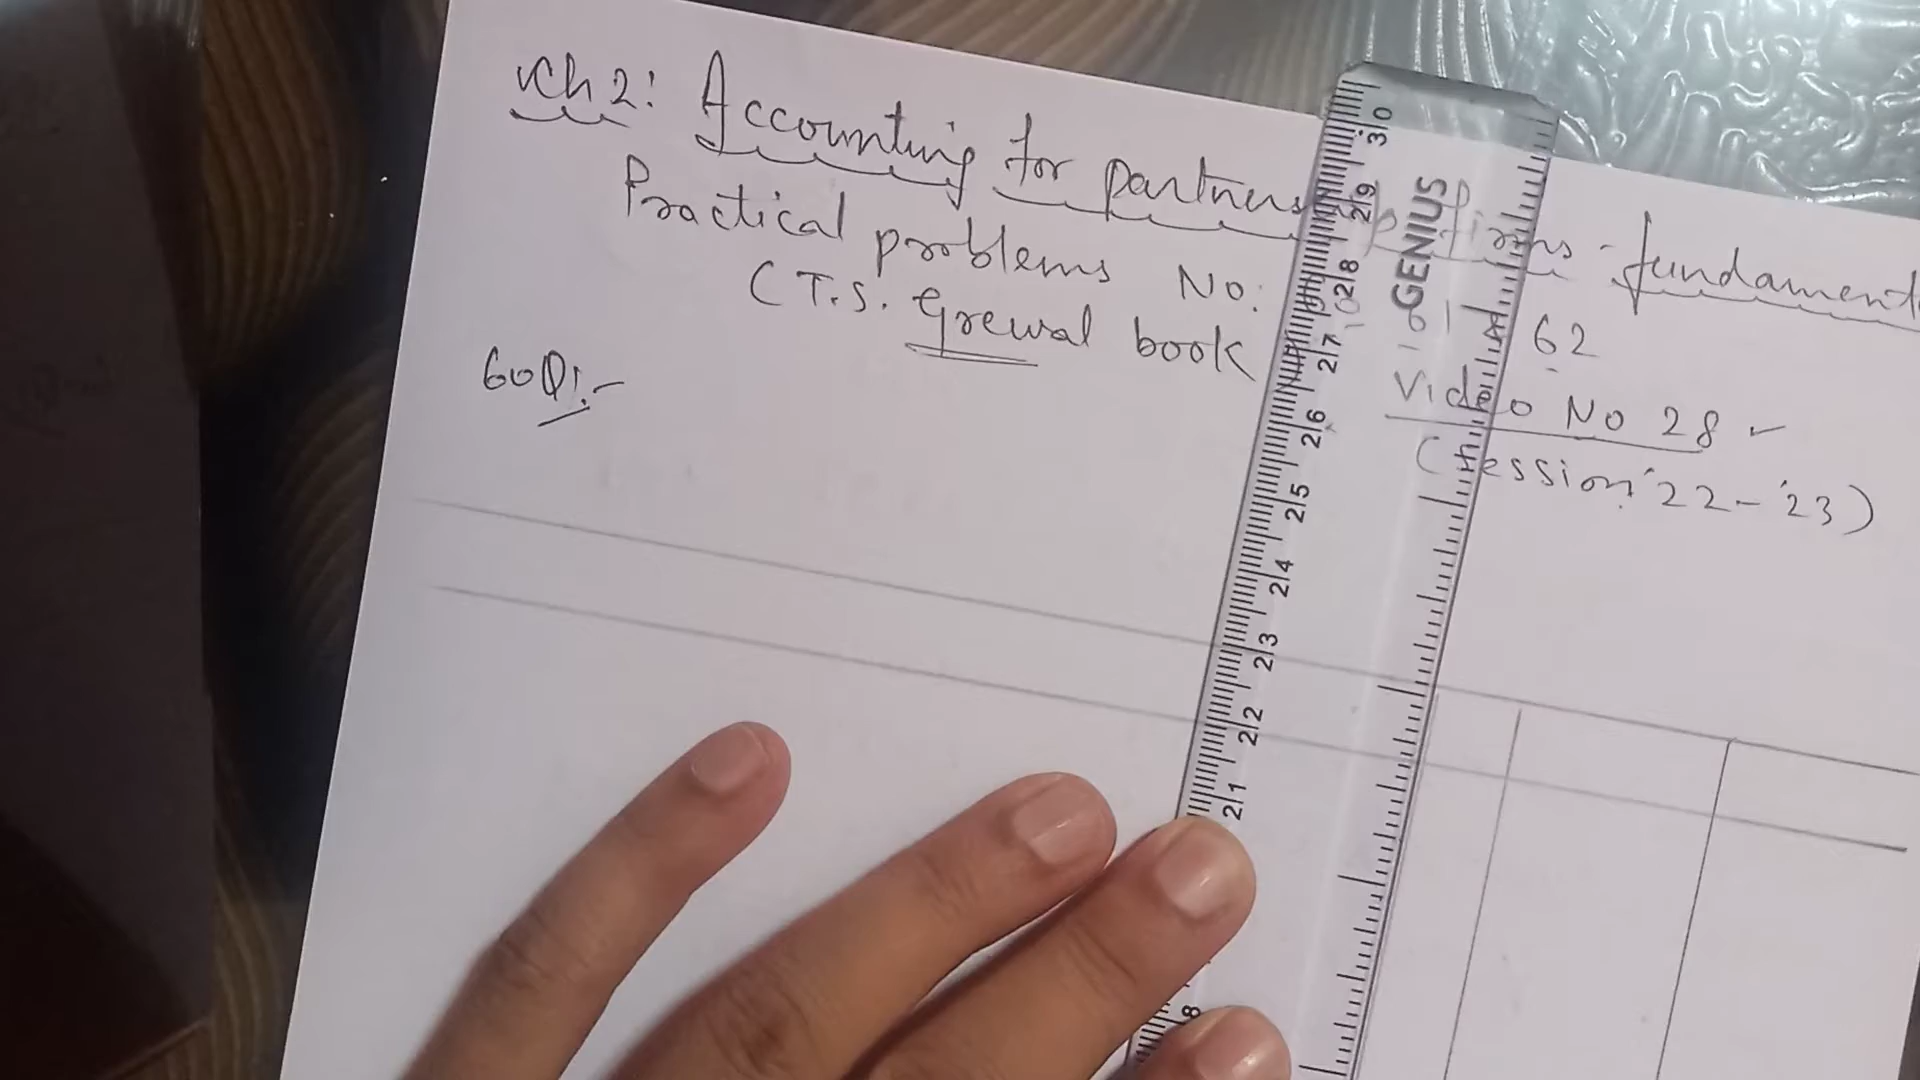 Ch 2: Accounting for partners firms - fundament
Practical problems No: 61 62
(T.S. Grewal book
Video No 28
(Session '22-'23)
60Q:-
GENIUS
30
29
28
27
26
25
24
23
22
21
8